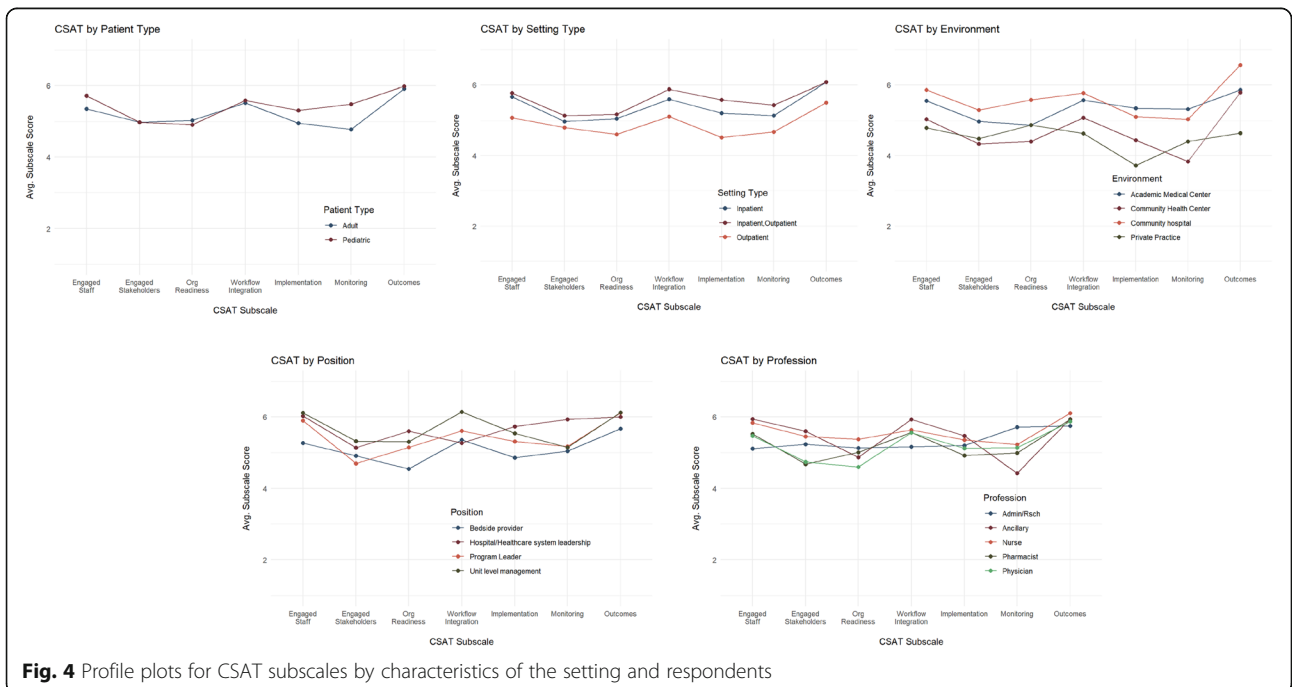 CSAT by Patient Type
Avg. Subscale Score
6
4
2
Patient Type
Adult
Pediatric
Engaged Staff
Engaged Stakeholders
Org Readiness
Workflow Integration
Implementation
Monitoring
Outcomes
CSAT Subscale
CSAT by Setting Type
Avg. Subscale Score
6
4
2
Setting Type
Inpatient
Inpatient,Outpatient
Outpatient
Engaged Staff
Engaged Stakeholders
Org Readiness
Workflow Integration
Implementation
Monitoring
Outcomes
CSAT Subscale
CSAT by Environment
Avg. Subscale Score
6
4
2
Environment
Academic Medical Center
Community Health Center
Community hospital
Private Practice
Engaged Staff
Engaged Stakeholders
Org Readiness
Workflow Integration
Implementation
Monitoring
Outcomes
CSAT Subscale
CSAT by Position
Avg. Subscale Score
6
4
2
Position
Bedside provider
Hospital/Healthcare system leadership
Program Leader
Unit level management
Engaged Staff
Engaged Stakeholders
Org Readiness
Workflow Integration
Implementation
Monitoring
Outcomes
CSAT Subscale
CSAT by Profession
Avg. Subscale Score
6
4
2
Profession
Admin/Rsch
Ancillary
Nurse
Pharmacist
Physician
Engaged Staff
Engaged Stakeholders
Org Readiness
Workflow Integration
Implementation
Monitoring
Outcomes
CSAT Subscale
Fig. 4 Profile plots for CSAT subscales by characteristics of the setting and respondents